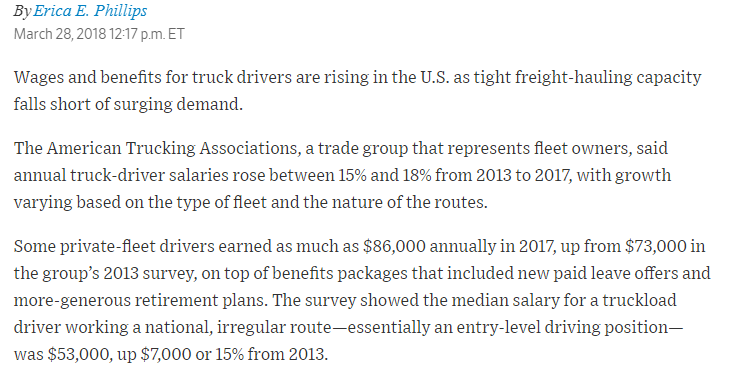 By Erica E. Phillips
March 28, 2018 12:17 p.m. ET
Wages and benefits for truck drivers are rising in the U.S. as tight freight-hauling capacity
falls short of surging demand.
The American Trucking Associations, a trade group that represents fleet owners, said
annual truck-driver salaries rose between 15% and 18% from 2013 to 2017, with growth
varying based on the type of fleet and the nature of the routes.
Some private-fleet drivers earned as much as $86,000 annually in 2017, up from $73,000 in
the group’s 2013 survey, on top of benefits packages that included new paid leave offers and
more-generous retirement plans. The survey showed the median salary for a truckload
driver working a national, irregular route—essentially an entry-level driving position—
was $53,000, up $7,000 or 15% from 2013.